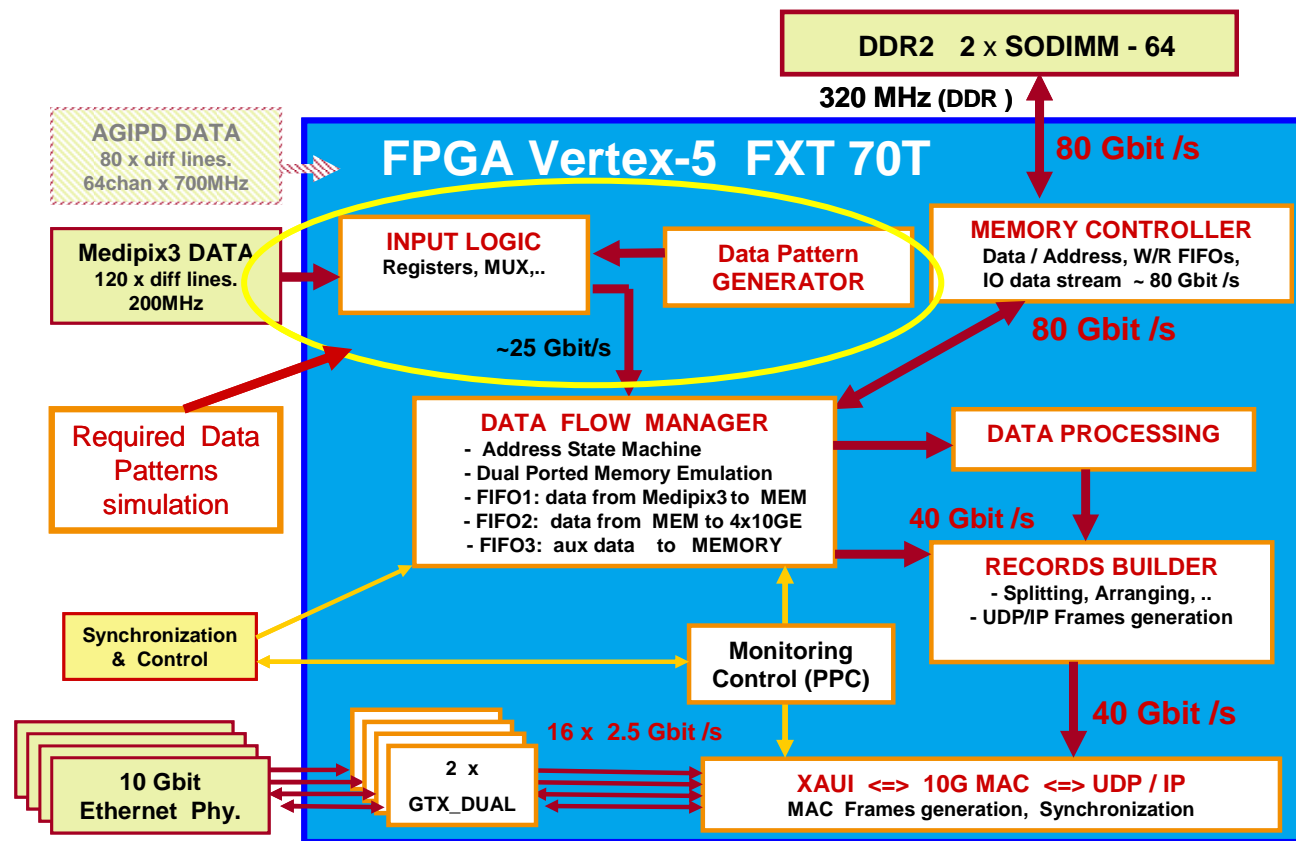 DDR2 2 x SODIMM - 64
320 MHz (DDR )
80 Gbit /s
AGIPD DATA
80 x diff lines.
64chan x 700MHz
FPGA Vertex-5 FXT 70T
Medipix3 DATA
120 x diff lines.
200MHz
INPUT LOGIC
Registers, MUX,..
Data Pattern
GENERATOR
MEMORY CONTROLLER
Data / Address, W/R FIFOs,
IO data stream ~ 80 Gbit /s
80 Gbit /s
~25 Gbit/s
Required Data
Patterns
simulation
DATA FLOW MANAGER
- Address State Machine
- Dual Ported Memory Emulation
- FIFO1: data from Medipix3 to MEM
- FIFO2: data from MEM to 4x10GE
- FIFO3: aux data to MEMORY
DATA PROCESSING
40 Gbit /s
RECORDS BUILDER
- Splitting, Arranging, ..
- UDP/IP Frames generation
Synchronization
& Control
Monitoring
Control (PPC)
40 Gbit /s
16 x 2.5 Gbit /s
10 Gbit
Ethernet Phy.
2 x
GTX_DUAL
XAUI <=> 10G MAC <=> UDP / IP
MAC Frames generation, Synchronization